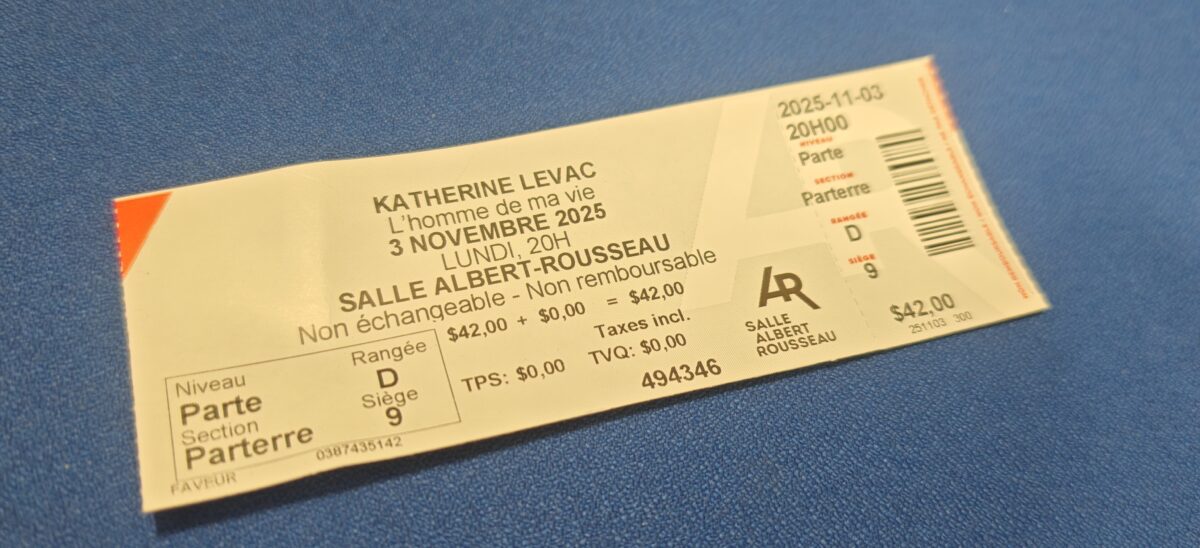 KATHERINE LEVAC
L'homme de ma vie
3 NOVEMBRE 2025
LUNDI, 20H
SALLE ALBERT-ROUSSEAU
Non échangeable - Non remboursable
$42,00 + $0,00 = $42,00
Taxes incl.
TPS: $0,00 TVQ: $0,00
494346
Niveau
Parte
Section
Parterre
Rangée
D
Siège
9
FAVEUR
0387435142
AR
SALLE
ALBERT
ROUSSEAU
2025-11-03
20H00
NIVEAU
Parte
SECTION
Parterre
RANGÉE
D
SIÈGE
9
$42,00
251103 300